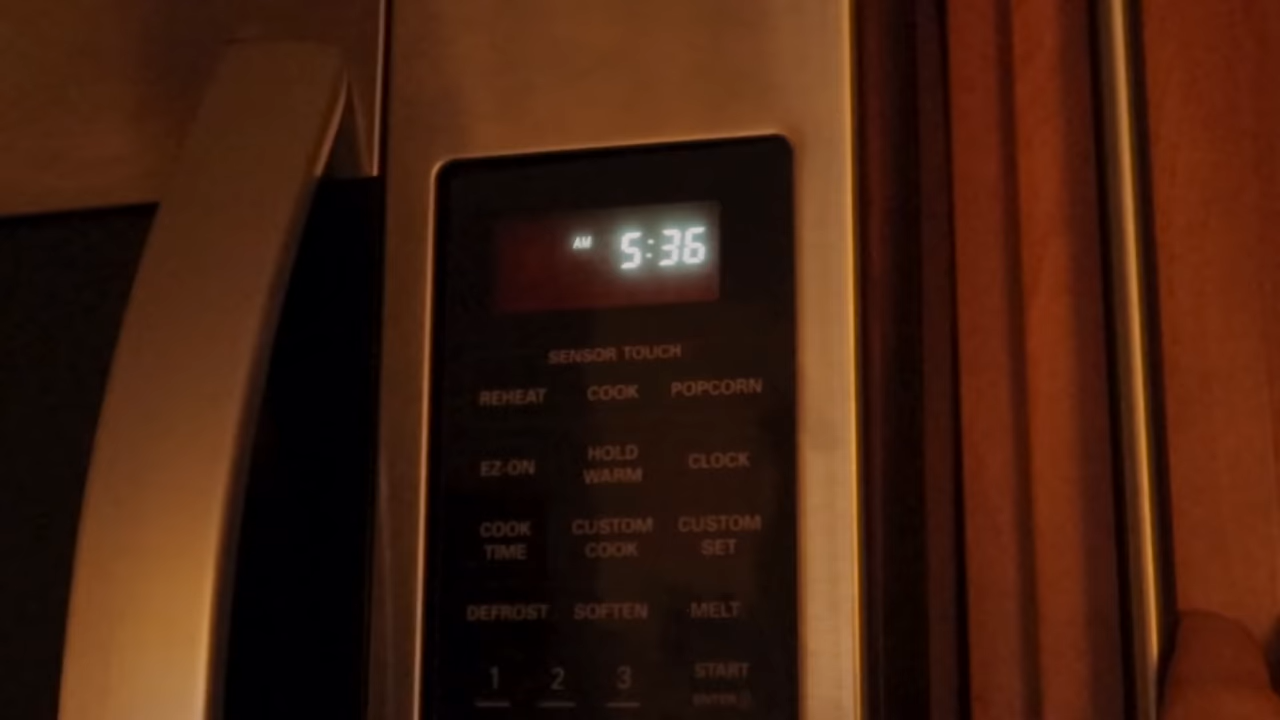 AM 5:36
SENSOR TOUCH
REHEAT COOK POPCORN
EZ-ON HOLD WARM CLOCK
COOK TIME CUSTOM COOK CUSTOM SET
DEFROST SOFTEN MELT
1 2 3 START
ENTER